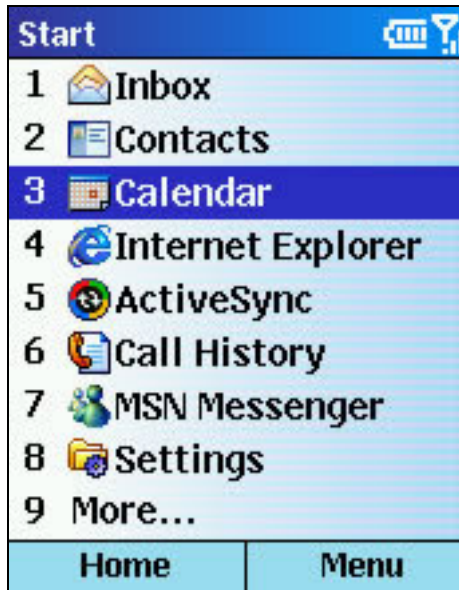 Start
1 Inbox
2 Contacts
3 Calendar
4 Internet Explorer
5 ActiveSync
6 Call History
7 MSN Messenger
8 Settings
9 More...
Home Menu